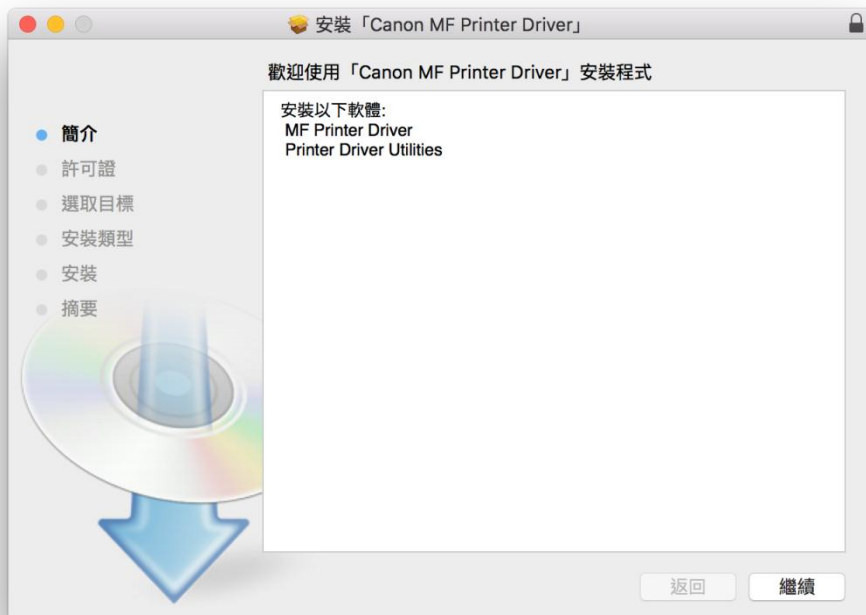 安裝「Canon MF Printer Driver」
歡迎使用「Canon MF Printer Driver」安裝程式
簡介
許可證
選取目標
安裝類型
安裝
摘要
安裝以下軟體:
MF Printer Driver
Printer Driver Utilities
返回
繼續